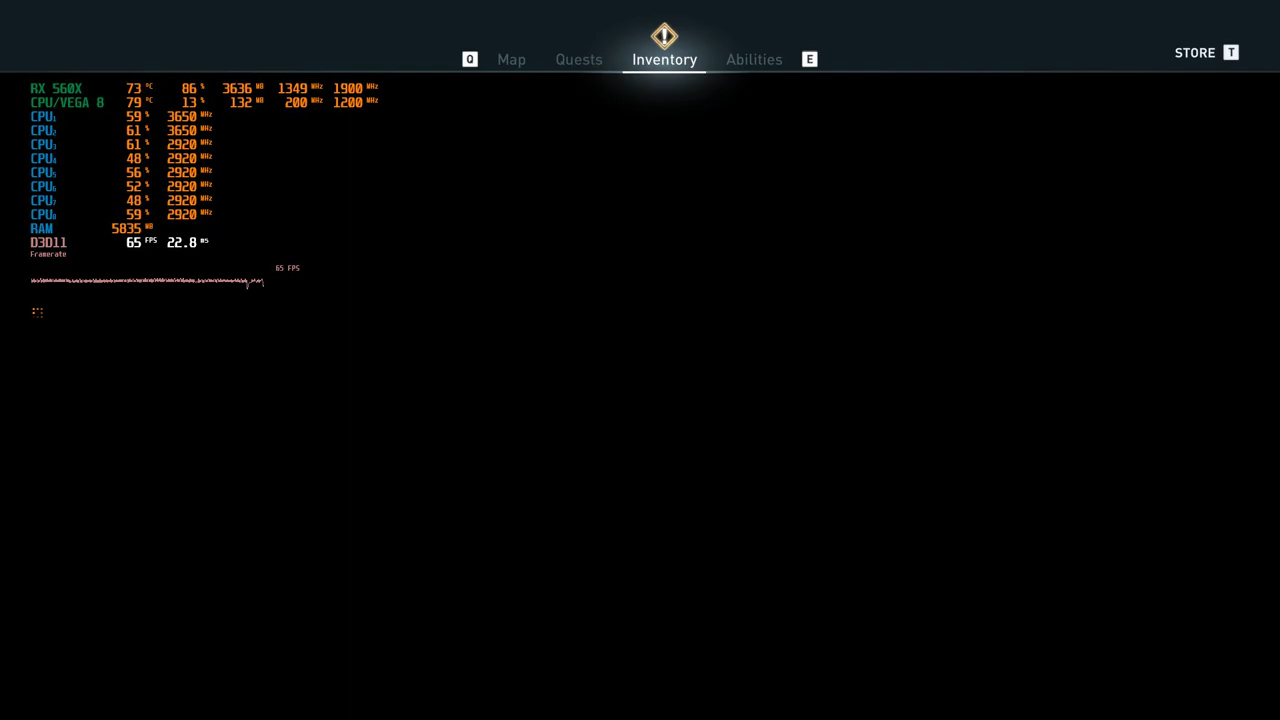 Q Map Quests Inventory Abilities E STORE T
RX 560X 73 °C 86 % 3636 MB 1349 MHz 1900 MHz
CPU/VEGA 8 79 °C 13 % 132 MB 200 MHz 1200 MHz
CPU1 59 % 3650 MHz
CPU2 61 % 3650 MHz
CPU3 61 % 2920 MHz
CPU4 48 % 2920 MHz
CPU5 56 % 2920 MHz
CPU6 52 % 2920 MHz
CPU7 48 % 2920 MHz
CPU8 59 % 2920 MHz
RAM 5835 MB
D3D11 65 FPS 22.8 ms
Framerate
65 FPS